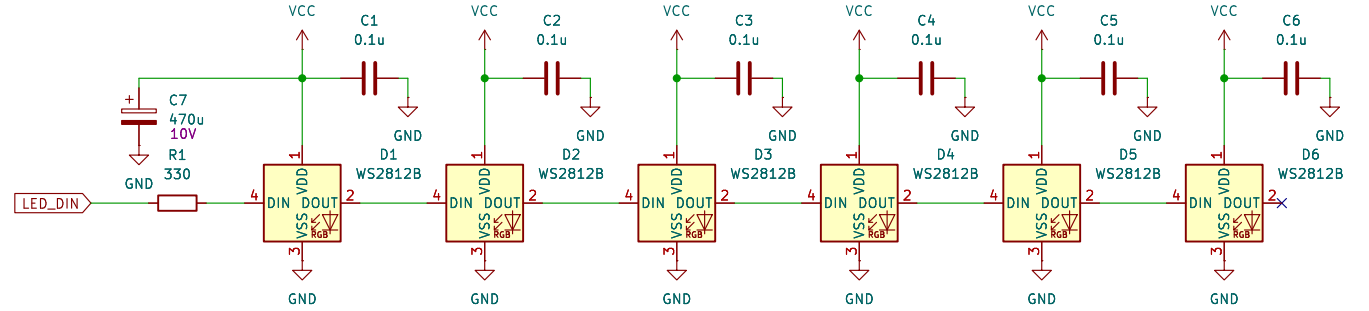 VCC
C1
0.1u
VCC
C2
0.1u
VCC
C3
0.1u
VCC
C4
0.1u
VCC
C5
0.1u
VCC
C6
0.1u
+
C7
470u
10V
GND
GND
GND
GND
GND
GND
GND
R1
330
LED_DIN
D1
WS2812B
1
VDD
4
DIN
DOUT
2
VSS
RGB
3
GND
D2
WS2812B
1
VDD
4
DIN
DOUT
2
VSS
RGB
3
GND
D3
WS2812B
1
VDD
4
DIN
DOUT
2
VSS
RGB
3
GND
D4
WS2812B
1
VDD
4
DIN
DOUT
2
VSS
RGB
3
GND
D5
WS2812B
1
VDD
4
DIN
DOUT
2
VSS
RGB
3
GND
D6
WS2812B
1
VDD
4
DIN
DOUT
2
VSS
RGB
3
GND